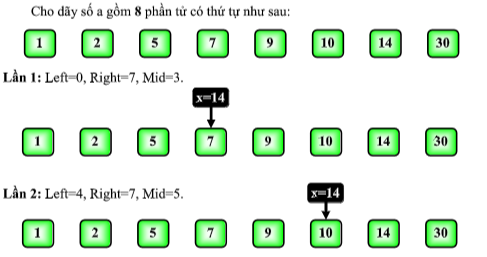 Cho dãy số a gồm 8 phần tử có thứ tự như sau:
1 2 5 7 9 10 14 30
Lần 1: Left=0, Right=7, Mid=3.
x=14
1 2 5 7 9 10 14 30
Lần 2: Left=4, Right=7, Mid=5.
x=14
1 2 5 7 9 10 14 30